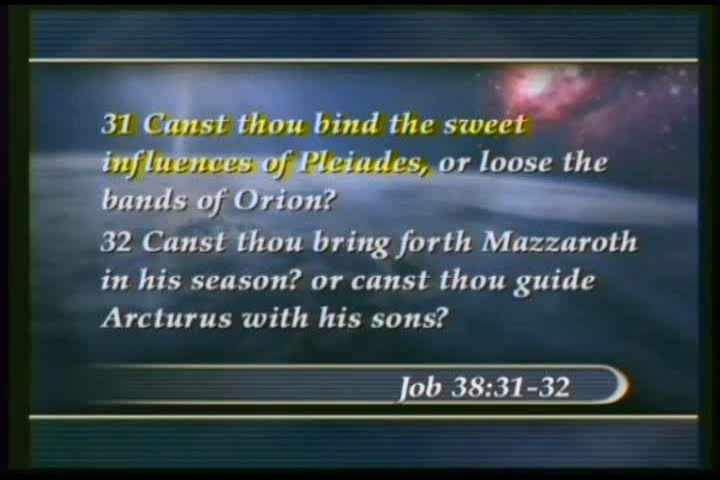 31 Canst thou bind the sweet
influences of Pleiades, or loose the
bands of Orion?
32 Canst thou bring forth Mazzaroth
in his season? or canst thou guide
Arcturus with his sons?
Job 38:31-32